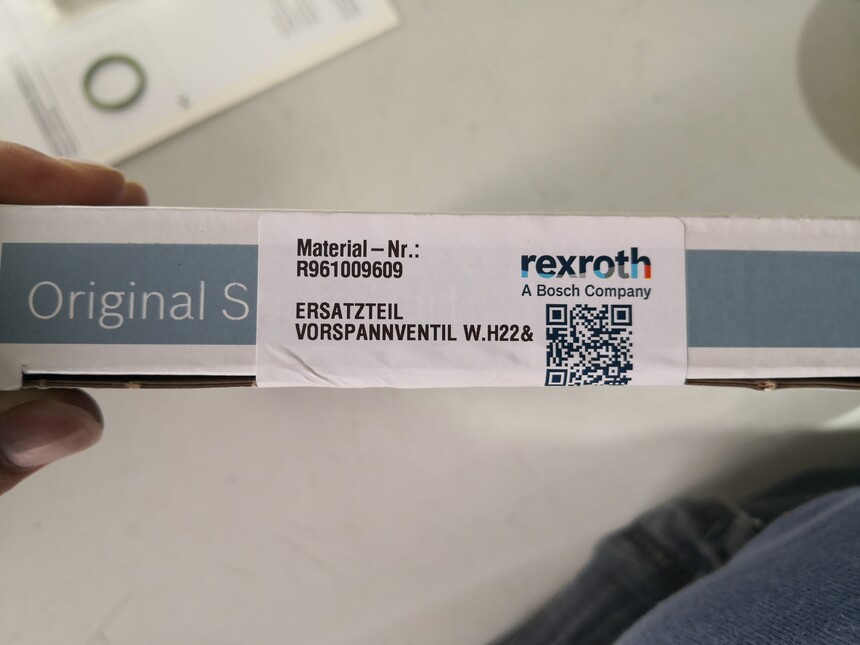 Material – Nr.:
R961009609
ERSATZTEIL
VORSPANNVENTIL W.H22&
rexroth
A Bosch Company
Original S